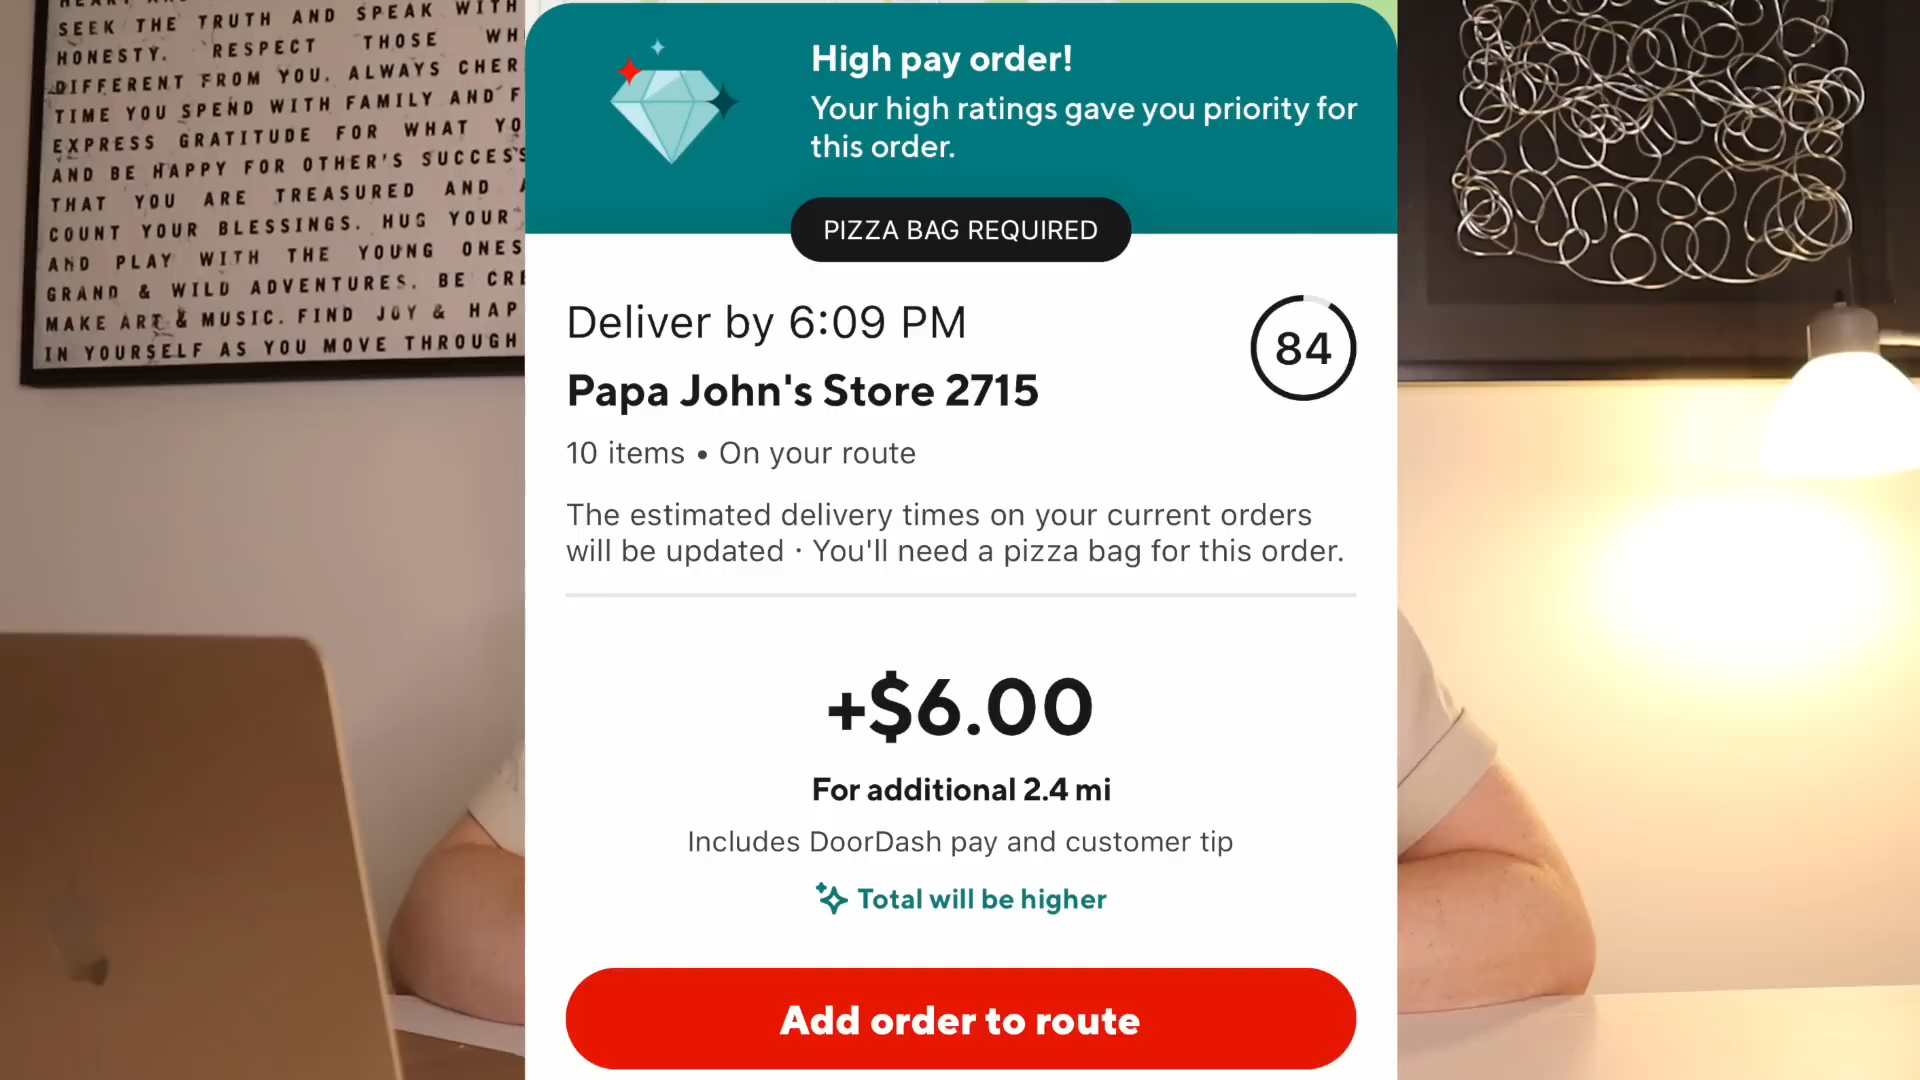 SEEK THE TRUTH AND SPEAK WITH
HONESTY. RESPECT THOSE WH
DIFFERENT FROM YOU. ALWAYS CHER
TIME YOU SPEND WITH FAMILY AND F
EXPRESS GRATITUDE FOR WHAT YO
AND BE HAPPY FOR OTHER'S SUCCESS
THAT YOU ARE TREASURED AND
COUNT YOUR BLESSINGS. HUG YOUR
AND PLAY WITH THE YOUNG ONES
GRAND & WILD ADVENTURES. BE CRE
MAKE ART & MUSIC. FIND JOY & HAP
IN YOURSELF AS YOU MOVE THROUGH
High pay order!
Your high ratings gave you priority for
this order.
PIZZA BAG REQUIRED
Deliver by 6:09 PM
84
Papa John's Store 2715
10 items • On your route
The estimated delivery times on your current orders
will be updated · You'll need a pizza bag for this order.
+$6.00
For additional 2.4 mi
Includes DoorDash pay and customer tip
Total will be higher
Add order to route